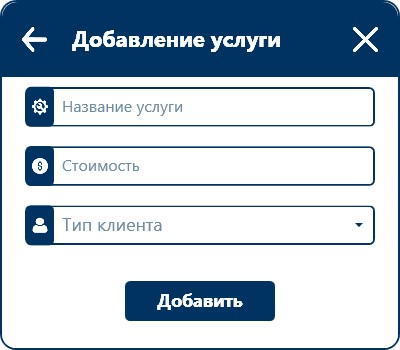 Добавление услуги
Название услуги
Стоимость
Тип клиента
Добавить